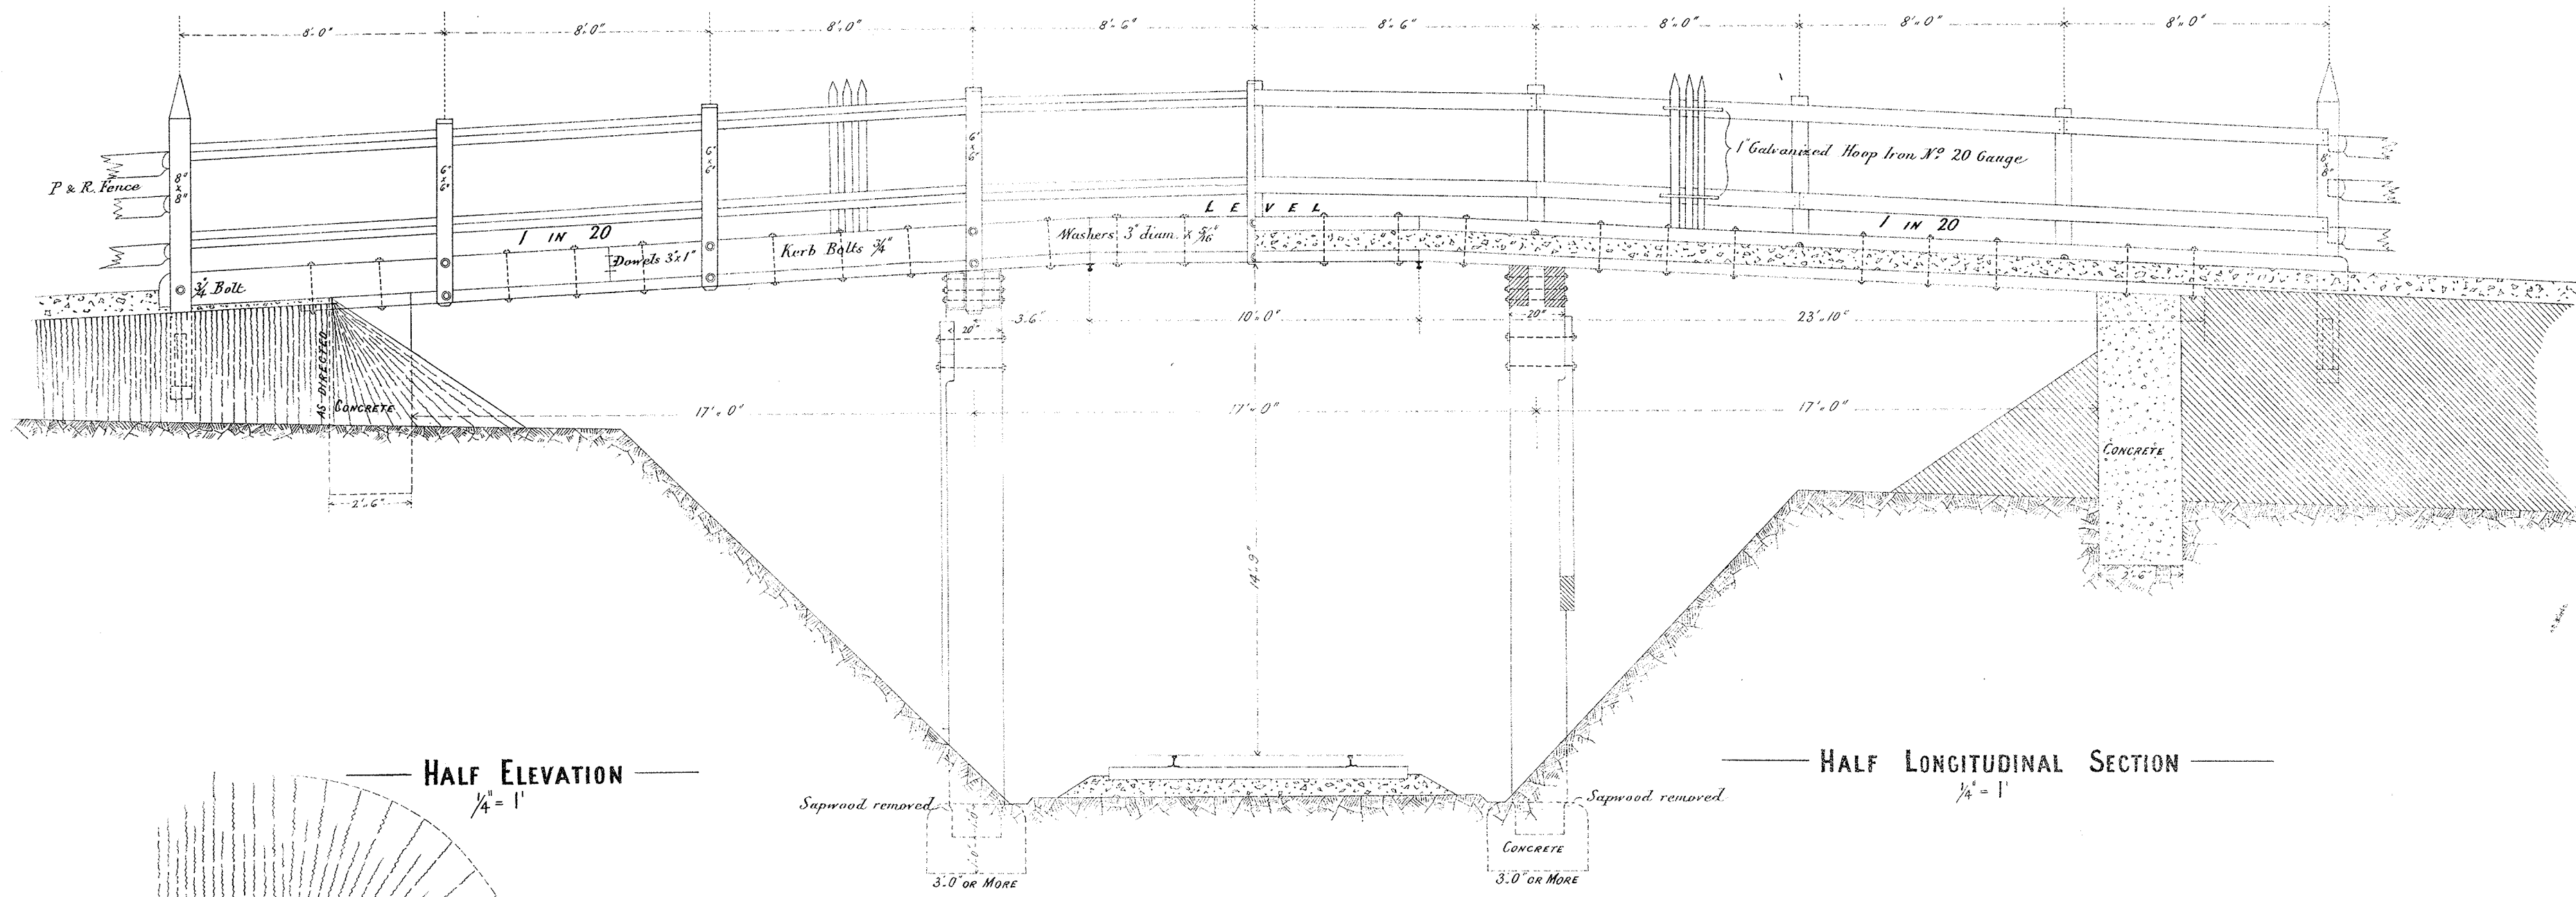 8'.0" 8'.0" 8'.0" 8'.6" 8'.6" 8'.0" 8'.0" 8'.0"
P & R. Fence
8" x 8"
6" x 6"
6" x 6"
6" x 6"
1" Galvanized Hoop Iron No. 20 Gauge
8" x 8"
1 IN 20
LEVEL
1 IN 20
3/4 Bolt
Dowels 3"x1"
Kerb Bolts 3/4"
Washers 3" diam. x 5/16"
20" 3.6" 10'.0" 20" 23'.10"
AS DIRECTED
CONCRETE
17'.0" 17'.0" 17'.0"
CONCRETE
2'.6"
14'.9"
2'.6"
HALF ELEVATION
1/4" = 1'
HALF LONGITUDINAL SECTION
1/4" = 1'
Sapwood removed
Sapwood removed.
CONCRETE
3'.0" OR MORE
3'.0" OR MORE